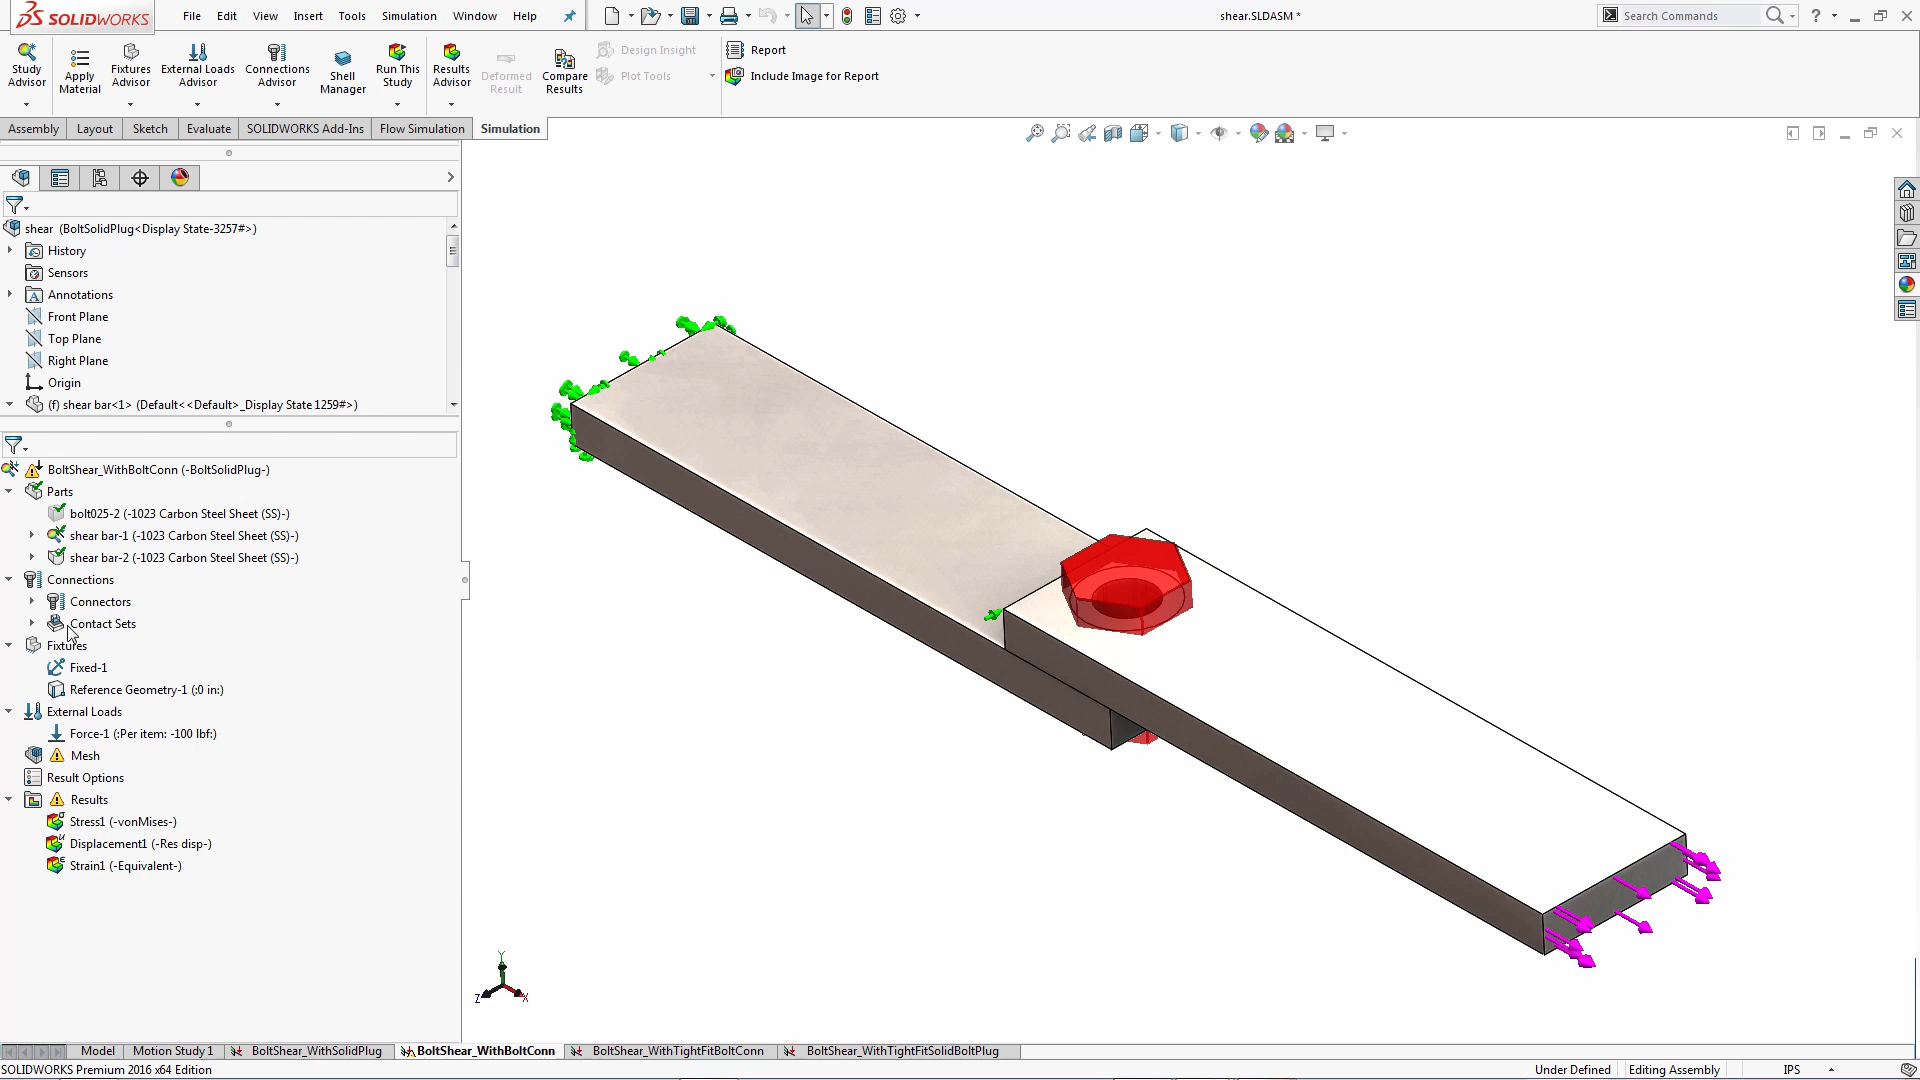 SOLIDWORKS
File Edit View Insert Tools Simulation Window Help
shear.SLDASM *
Search Commands
Study Advisor
Apply Material
Fixtures Advisor
External Loads Advisor
Connections Advisor
Shell Manager
Run This Study
Results Advisor
Deformed Result
Compare Results
Design Insight
Plot Tools
Report
Include Image for Report
Assembly Layout Sketch Evaluate SOLIDWORKS Add-Ins Flow Simulation Simulation
shear (BoltSolidPlug<Display State-3257#>)
History
Sensors
Annotations
Front Plane
Top Plane
Right Plane
Origin
(f) shear bar<1> (Default<<Default>_Display State 1259#>)
BoltShear_WithBoltConn (-BoltSolidPlug-)
Parts
bolt025-2 (-1023 Carbon Steel Sheet (SS)-)
shear bar-1 (-1023 Carbon Steel Sheet (SS)-)
shear bar-2 (-1023 Carbon Steel Sheet (SS)-)
Connections
Connectors
Contact Sets
Fixtures
Fixed-1
Reference Geometry-1 (:0 in:)
External Loads
Force-1 (:Per item: -100 lbf:)
Mesh
Result Options
Results
Stress1 (-vonMises-)
Displacement1 (-Res disp-)
Strain1 (-Equivalent-)
Y
Z X
Model Motion Study 1 BoltShear_WithSolidPlug BoltShear_WithBoltConn BoltShear_WithTightFitBoltConn BoltShear_WithTightFitSolidBoltPlug
SOLIDWORKS Premium 2016 x64 Edition
Under Defined Editing Assembly IPS